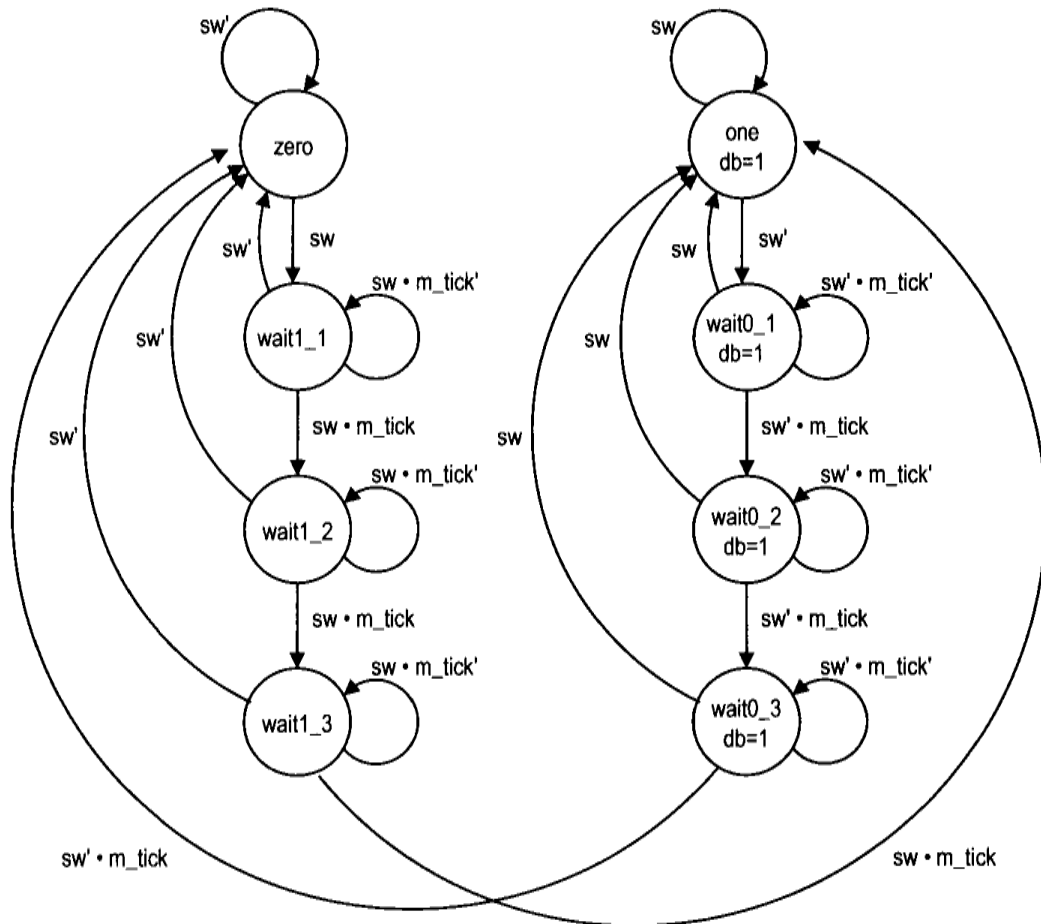 sw'
sw
zero
one
db=1
sw'
sw
sw
sw'
sw • m_tick'
sw' • m_tick'
wait1_1
wait0_1
db=1
sw'
sw
sw • m_tick
sw' • m_tick
sw'
sw
sw • m_tick'
sw' • m_tick'
wait1_2
wait0_2
db=1
sw • m_tick
sw' • m_tick
sw • m_tick'
sw' • m_tick'
wait1_3
wait0_3
db=1
sw' • m_tick
sw • m_tick